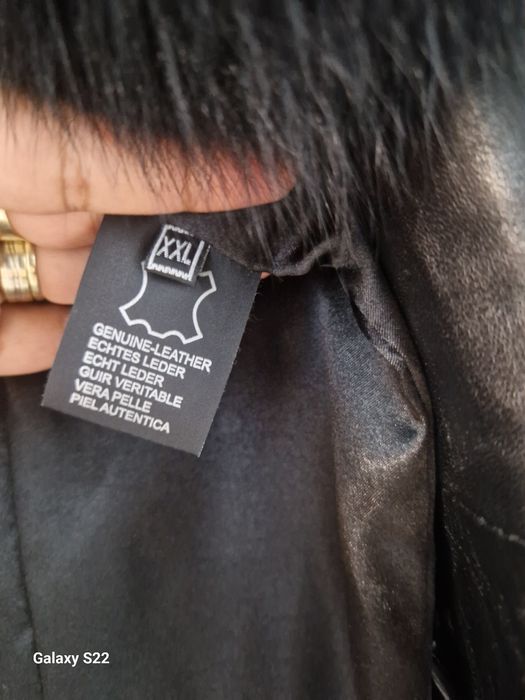 XXL
GENUINE-LEATHER
ECHTES LEDER
ECHT LEDER
GUIR VERITABLE
VERA PELLE
PIEL AUTENTICA
Galaxy S22